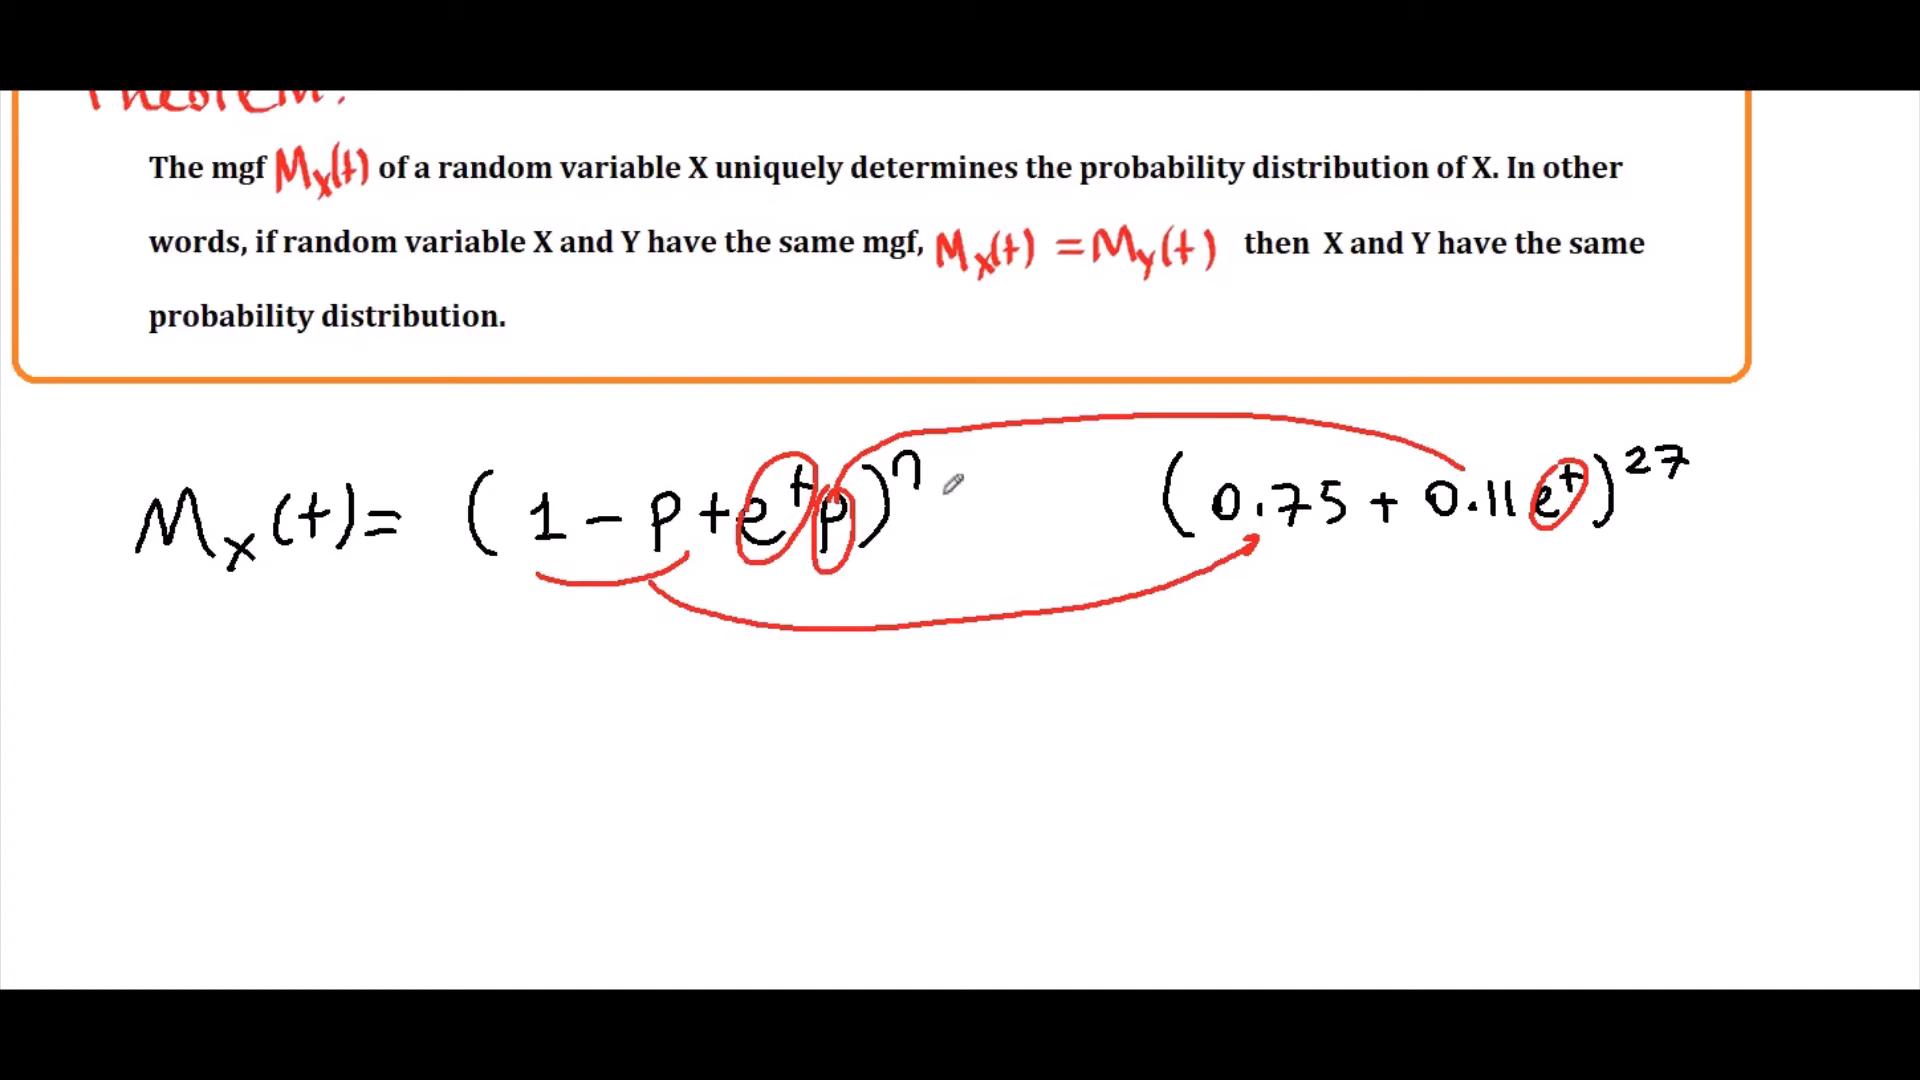 Theorem:
The mgf Mx(t) of a random variable X uniquely determines the probability distribution of X. In other
words, if random variable X and Y have the same mgf, Mx(t) = My(t) then X and Y have the same
probability distribution.
Mx(t) = (1 - p + e^t p)^n (0.75 + 0.11 e^t)^27